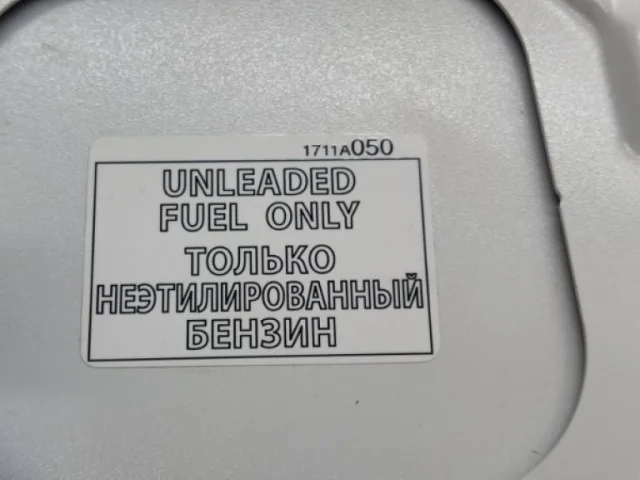 1711A050
UNLEADED
FUEL ONLY
ТОЛЬКО
НЕЭТИЛИРОВАННЫЙ
БЕНЗИН